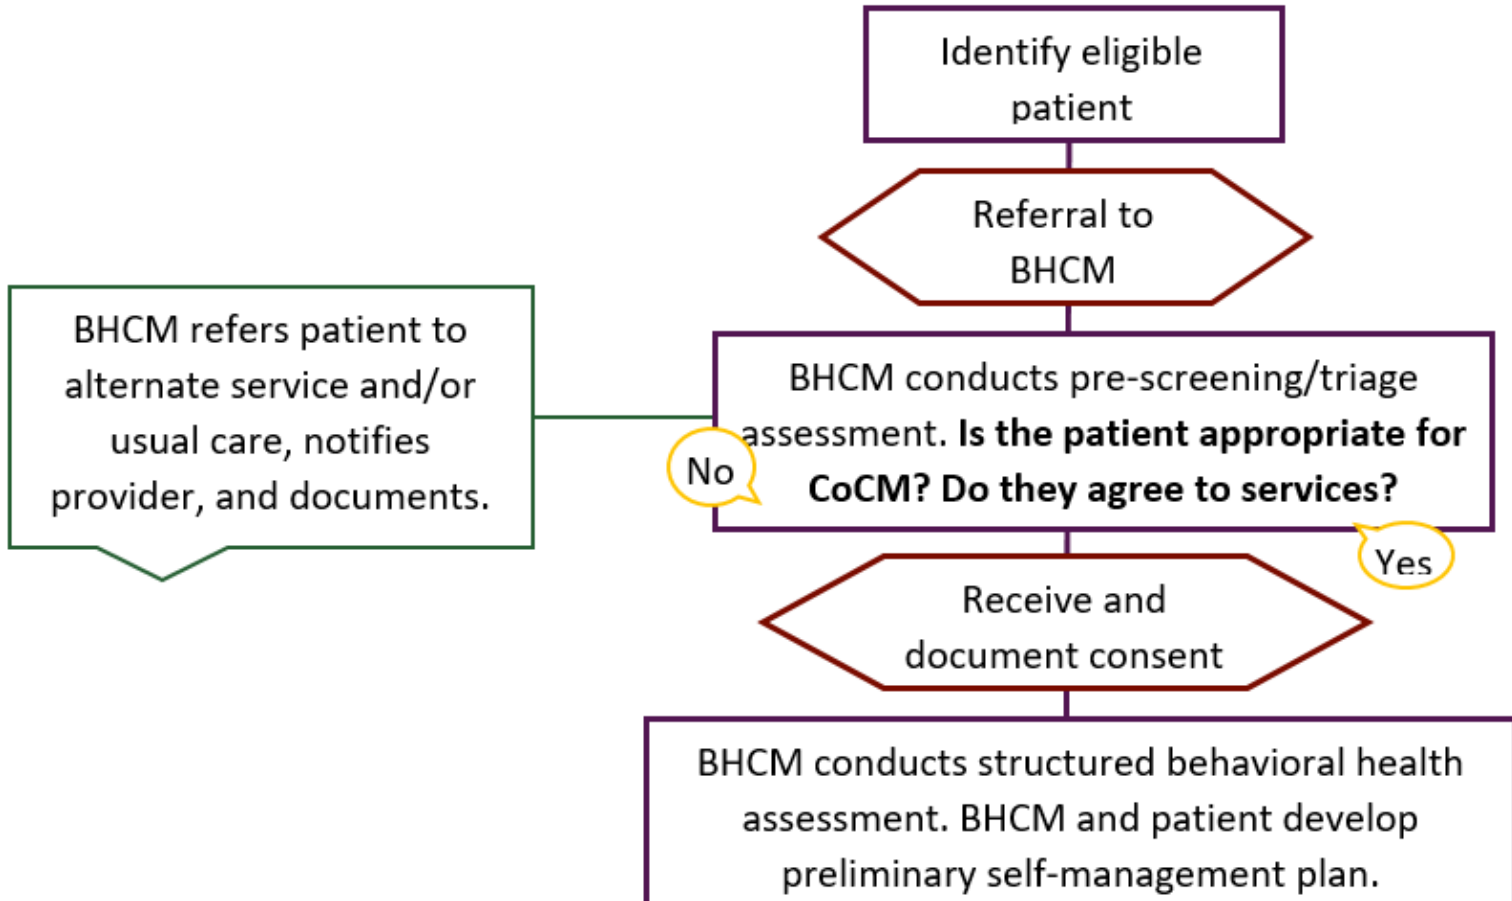 Identify eligible
patient
Referral to
BHCM
BHCM refers patient to
alternate service and/or
usual care, notifies
provider, and documents.
BHCM conducts pre-screening/triage
assessment. Is the patient appropriate for
CoCM? Do they agree to services?
No
Yes
Receive and
document consent
BHCM conducts structured behavioral health
assessment. BHCM and patient develop
preliminary self-management plan.